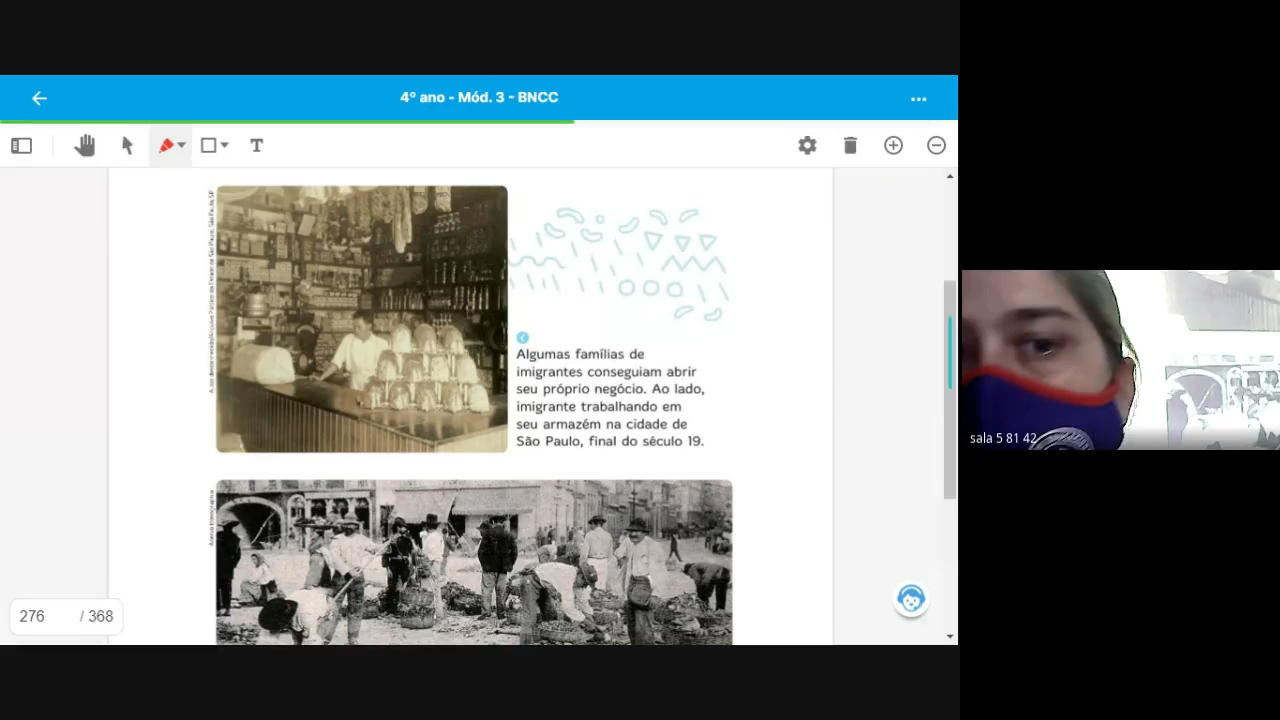 4º ano - Mód. 3 - BNCC
T
Algumas famílias de
imigrantes conseguiam abrir
seu próprio negócio. Ao lado,
imigrante trabalhando em
seu armazém na cidade de
São Paulo, final do século 19.
276 / 368
sala 5 81 42